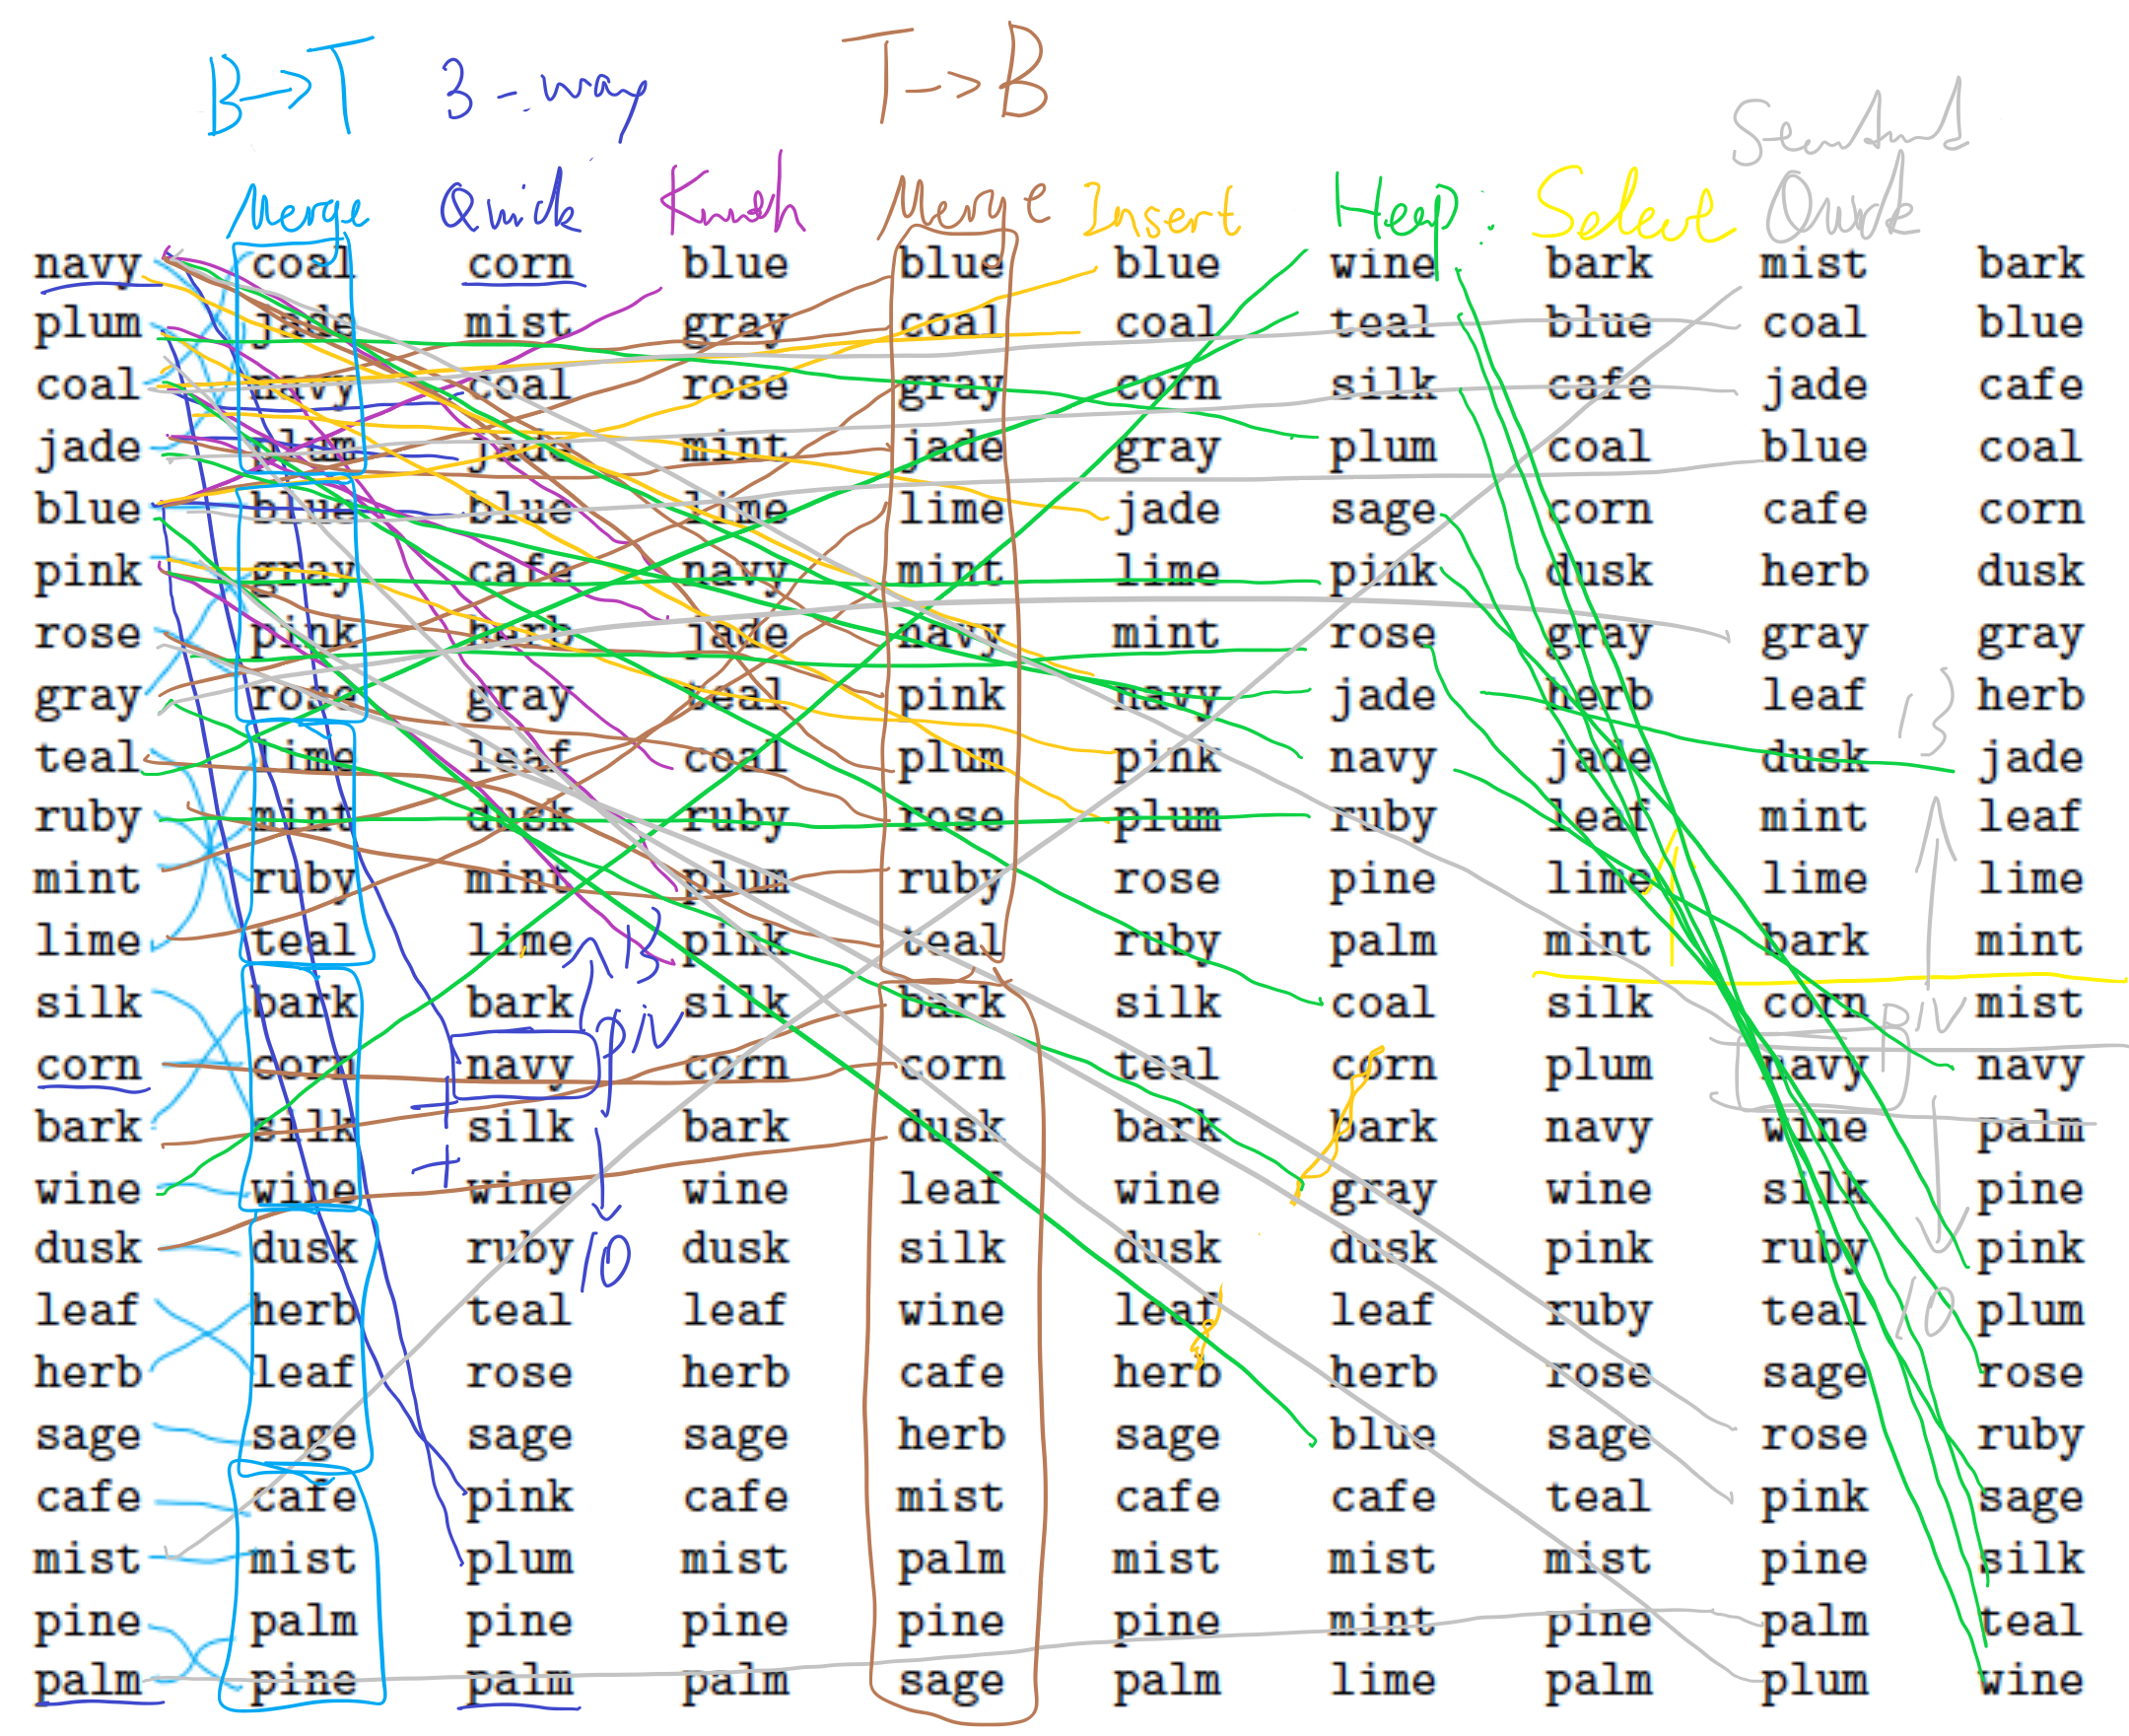 B→T 3-way T→B
Standard
Merge Quick Knuth Merge Insert Heap Select Quick
navy coal corn blue blue blue wine bark mist bark
plum jade mist gray coal coal teal blue coal blue
coal navy coal rose gray corn silk cafe jade cafe
jade plum jade mint jade gray plum coal blue coal
blue blue blue lime lime jade sage corn cafe corn
pink gray cafe navy mint lime pink dusk herb dusk
rose pink herb jade navy mint rose gray gray gray
gray rose gray teal pink navy jade herb leaf 13 herb
teal lime leaf coal plum pink navy jade dusk jade
ruby mint dusk ruby rose plum ruby leaf mint leaf
mint ruby mint plum ruby rose pine lime lime lime
lime teal lime 13 pink teal ruby palm mint bark mint
silk bark bark silk bark silk coal silk corn mist
corn corn navy piv corn corn teal corn plum navy piv navy
bark silk silk bark dusk bark bark navy wine palm
wine wine wine wine leaf wine gray wine silk pine
dusk dusk ruby 10 dusk silk dusk dusk pink ruby pink
leaf herb teal leaf wine leaf leaf ruby teal 10 plum
herb leaf rose herb cafe herb herb rose sage rose
sage sage sage sage herb sage blue sage rose ruby
cafe cafe pink cafe mist cafe cafe teal pink sage
mist mist plum mist palm mist mist mist pine silk
pine palm pine pine pine pine mint pine palm teal
palm pine palm palm sage palm lime palm plum wine